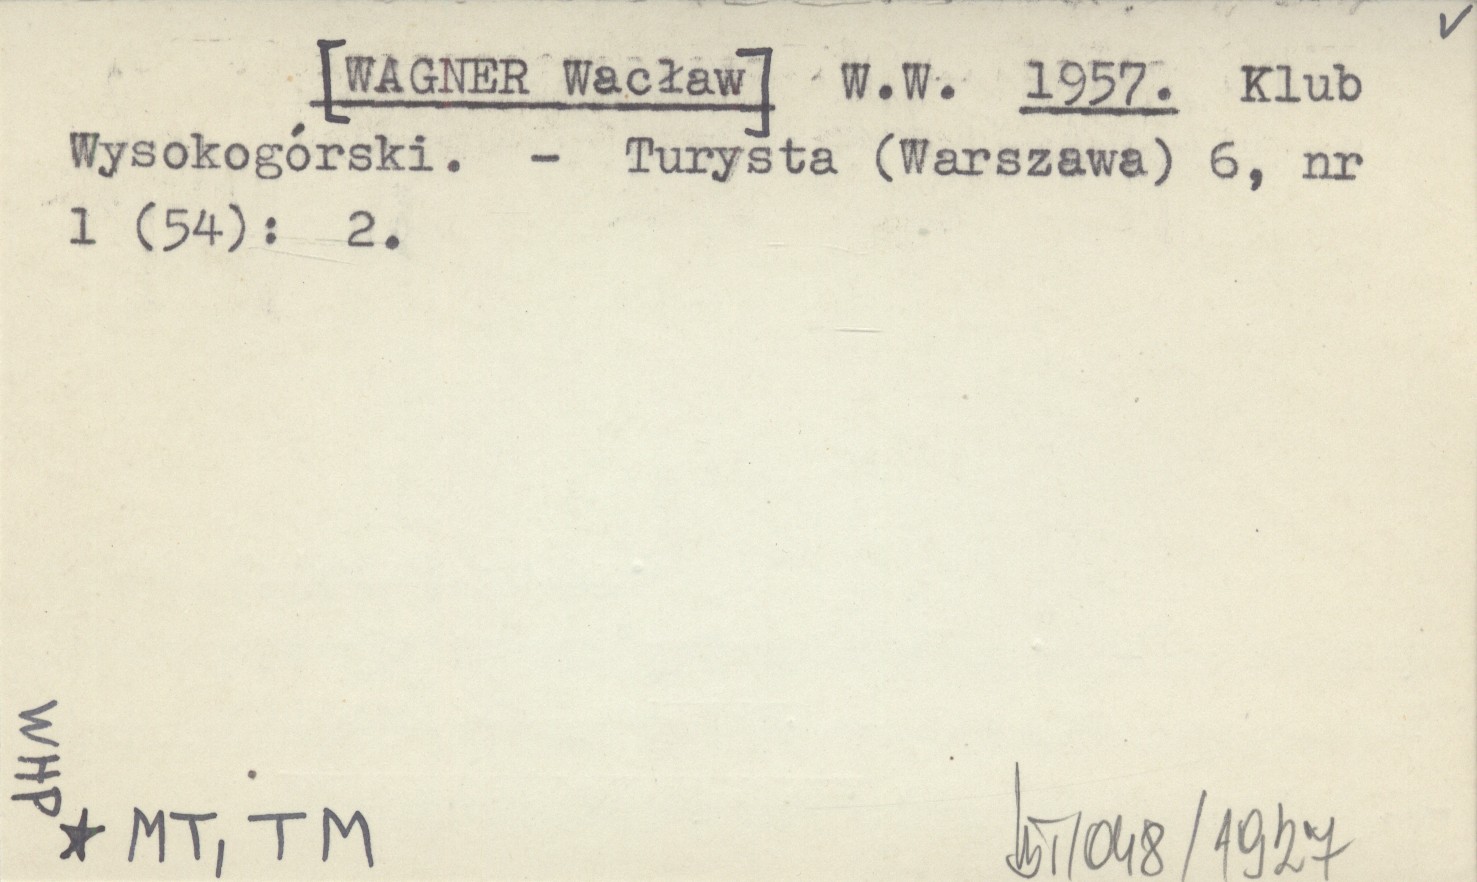 [WAGNER Wacław] W.W. 1957. Klub
Wysokogórski. - Turysta (Warszawa) 6, nr
1 (54): 2.
WHP
★ MT, TM
/048/1927